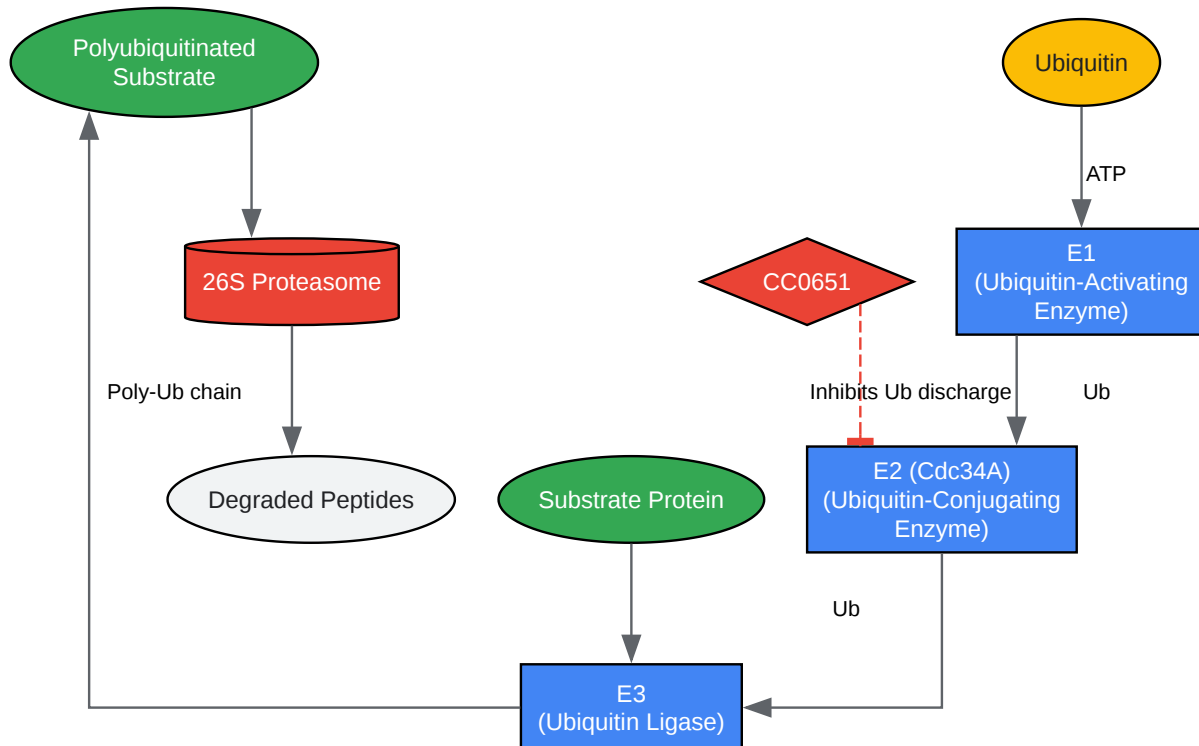 Polyubiquitinated
Substrate
Ubiquitin
ATP
26S Proteasome
CC0651
E1
(Ubiquitin-Activating
Enzyme)
Poly-Ub chain
Inhibits Ub discharge
Ub
Degraded Peptides
Substrate Protein
E2 (Cdc34A)
(Ubiquitin-Conjugating
Enzyme)
Ub
E3
(Ubiquitin Ligase)